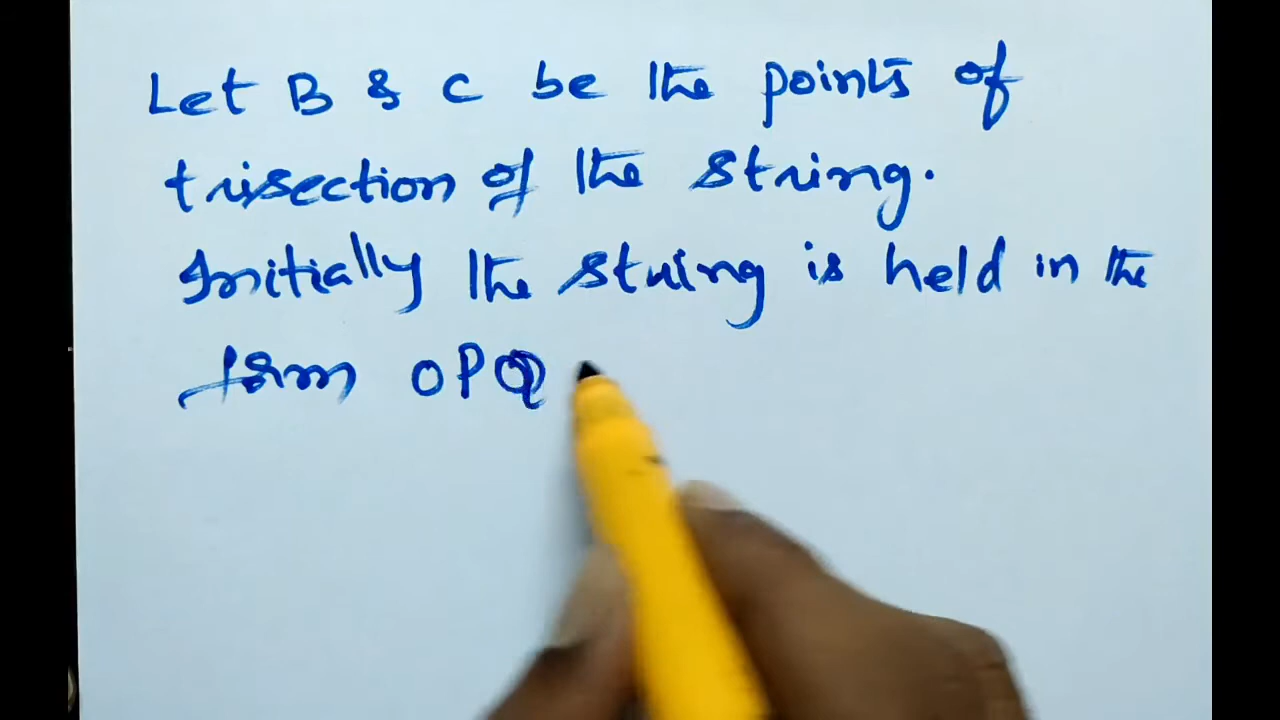 Let B & C be the points of
trisection of the string.
Initially the string is held in the
form OPQ